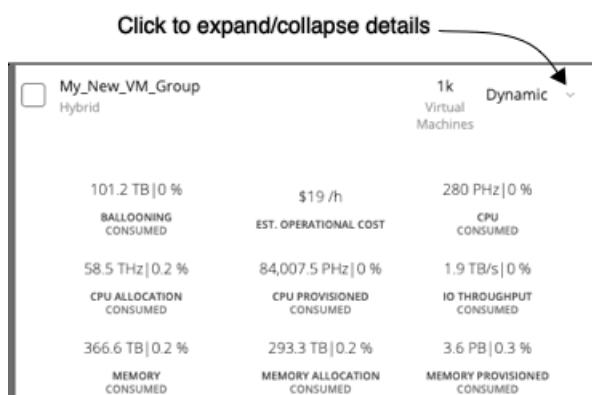 Click to expand/collapse details
My_New_VM_Group
Hybrid
1k
Virtual
Machines
Dynamic
101.2 TB|0 %
BALLOONING
CONSUMED
$19 /h
EST. OPERATIONAL COST
280 PHz|0 %
CPU
CONSUMED
58.5 THz|0.2 %
CPU ALLOCATION
CONSUMED
84,007.5 PHz|0 %
CPU PROVISIONED
CONSUMED
1.9 TB/s|0 %
IO THROUGHPUT
CONSUMED
366.6 TB|0.2 %
MEMORY
CONSUMED
293.3 TB|0.2 %
MEMORY ALLOCATION
CONSUMED
3.6 PB|0.3 %
MEMORY PROVISIONED
CONSUMED